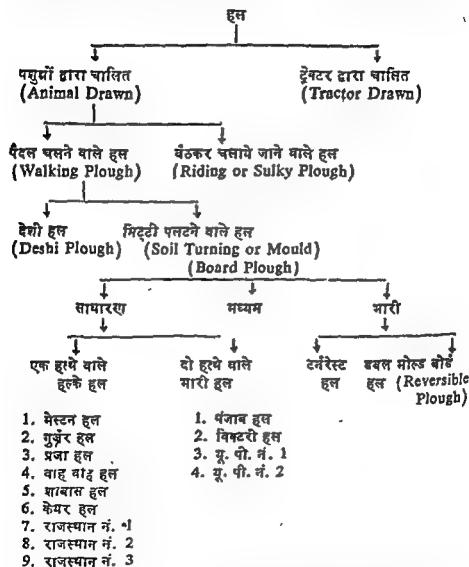 हल
पशुओं द्वारा चालित ट्रेक्टर द्वारा चालित
(Animal Drawn) (Tractor Drawn)
पैदल चलने वाले हल बैठकर चलाये जाने वाले हल
(Walking Plough) (Riding or Sulky Plough)
देशी हल मिट्टी पलटने वाले हल
(Deshi Plough) (Soil Turning or Mould)
(Board Plough)
साधारण मध्यम भारी
एक हत्थे वाले दो हत्थे वाले टर्नरेस्ट डबल मोल्ड बोर्ड
हल्के हल भारी हल हल हल (Reversible
Plough)
1. मेस्टन हल 1. पंजाब हल
2. गुर्जर हल 2. विक्टरी हल
3. प्रजा हल 3. यू. पी. नं. 1
4. वाह वाह हल 4. यू. पी. नं. 2
5. शाबास हल
6. केयर हल
7. राजस्थान नं. 1
8. राजस्थान नं. 2
9. राजस्थान नं. 3